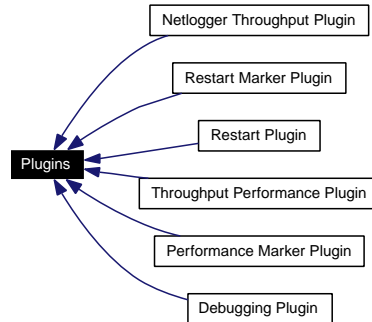 Netlogger Throughput Plugin
Restart Marker Plugin
Restart Plugin
Plugins
Throughput Performance Plugin
Performance Marker Plugin
Debugging Plugin